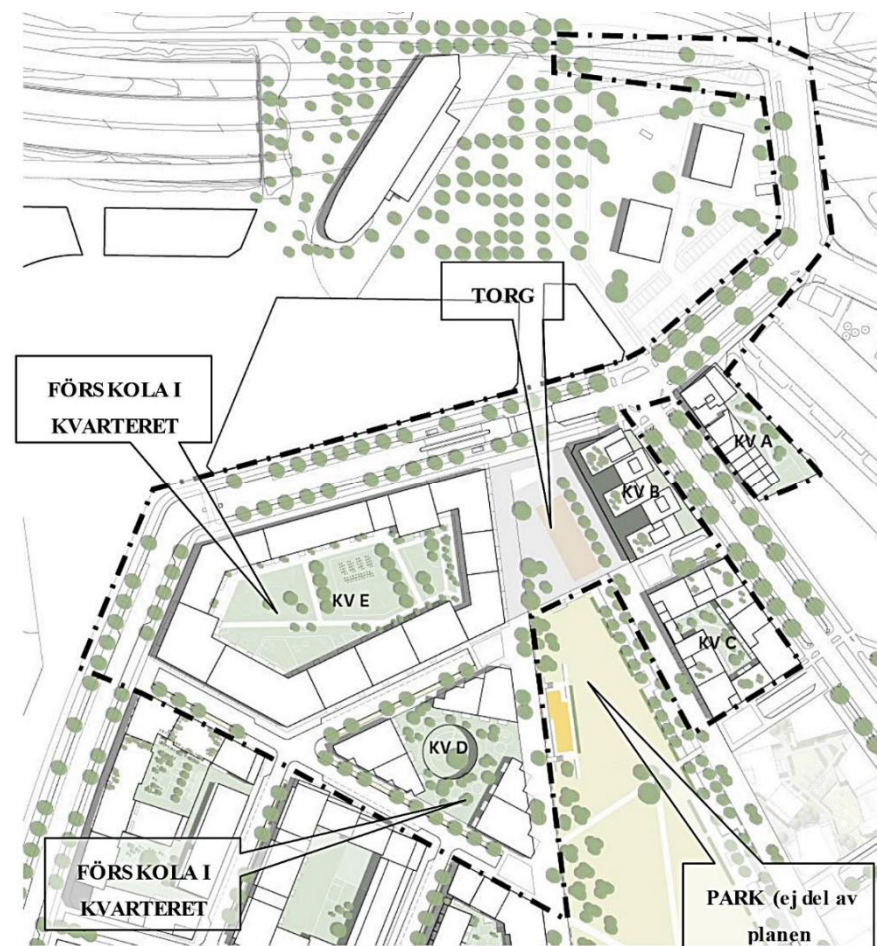 TORG
FÖRSKOLA I
KVARTERET
KV A
KV B
KV E
KV C
KV D
FÖRSKOLA I
KVARTERET
PARK (ej del av
planen